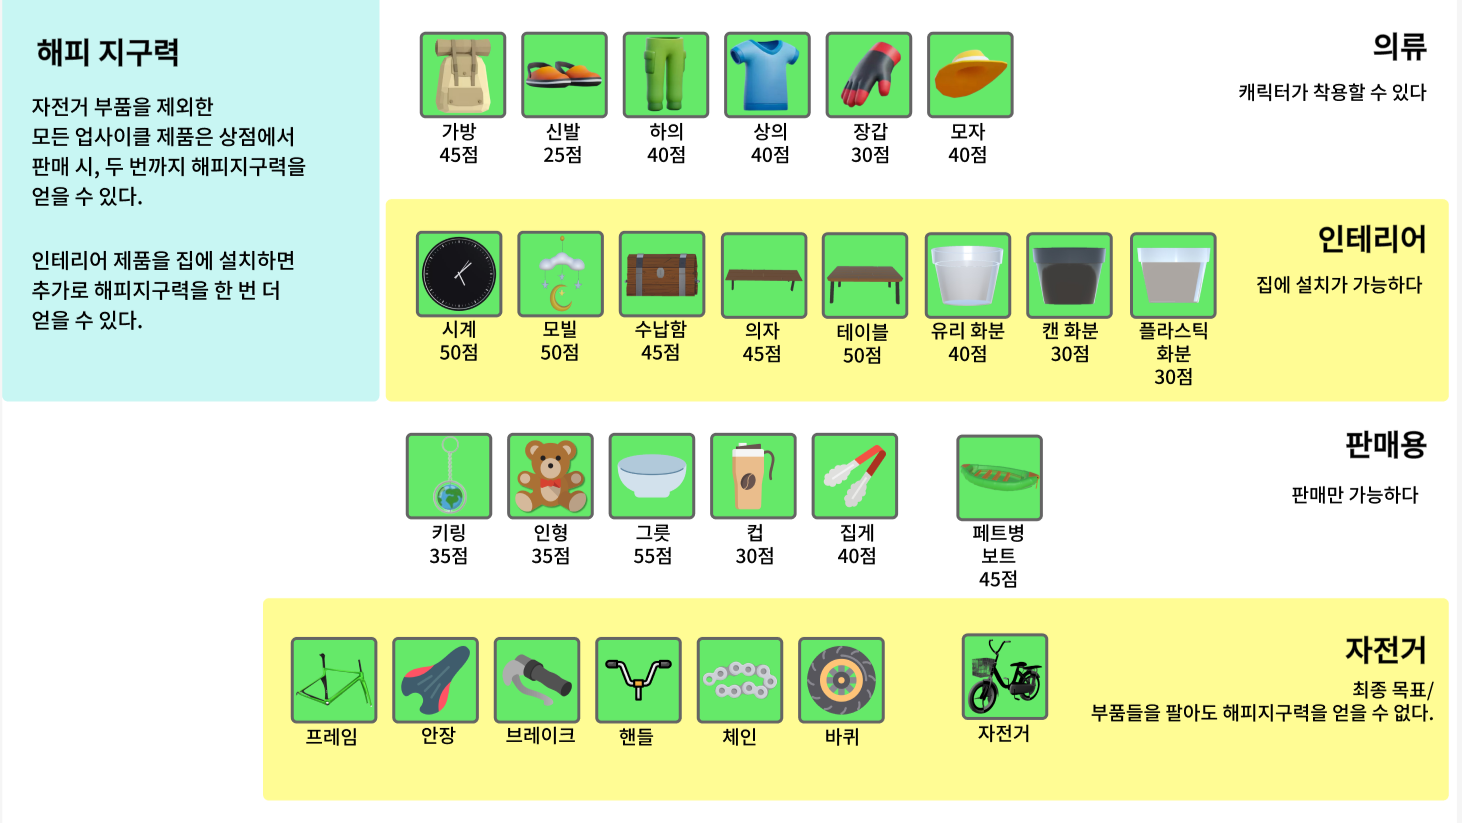 해피 지구력
자전거 부품을 제외한
모든 업사이클 제품은 상점에서
판매 시, 두 번까지 해피지구력을
얻을 수 있다.
인테리어 제품을 집에 설치하면
추가로 해피지구력을 한 번 더
얻을 수 있다.
의류
캐릭터가 착용할 수 있다
가방
45점
신발
25점
하의
40점
상의
40점
장갑
30점
모자
40점
인테리어
집에 설치가 가능하다
시계
50점
모빌
50점
수납함
45점
의자
45점
테이블
50점
유리 화분
40점
캔 화분
30점
플라스틱
화분
30점
판매용
판매만 가능하다
키링
35점
인형
35점
그릇
55점
컵
30점
집게
40점
페트병
보트
45점
자전거
최종 목표/
부품들을 팔아도 해피지구력을 얻을 수 없다.
프레임
안장
브레이크
핸들
체인
바퀴
자전거